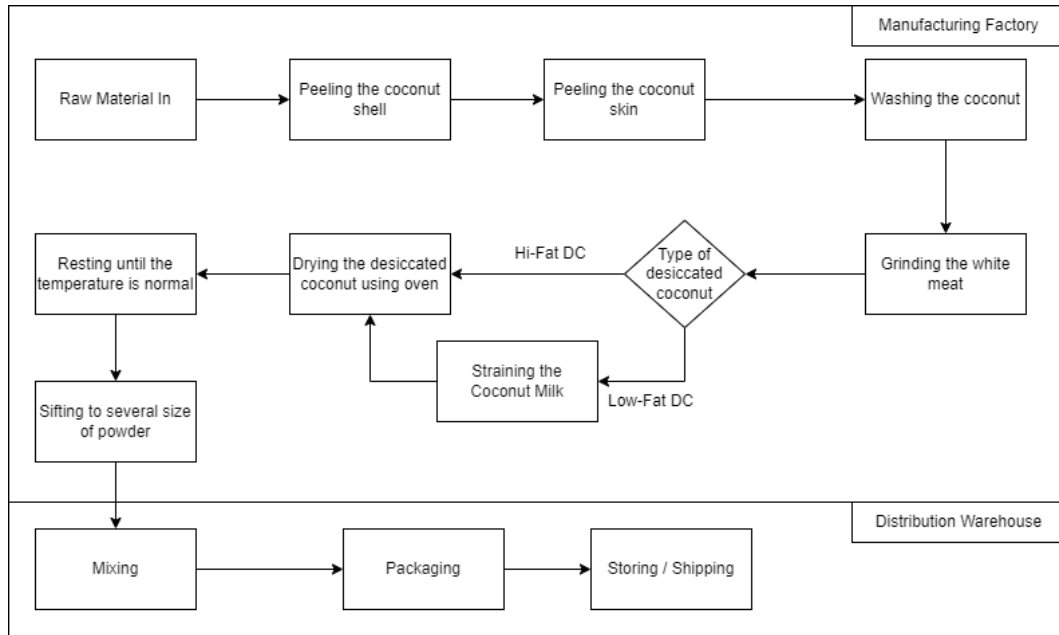 Manufacturing Factory
Raw Material In
Peeling the coconut
shell
Peeling the coconut
skin
Washing the coconut
Resting until the
temperature is normal
Drying the desiccated
coconut using oven
Hi-Fat DC
Type of
desiccated
coconut
Grinding the white
meat
Straining the
Coconut Milk
Low-Fat DC
Sifting to several size
of powder
Distribution Warehouse
Mixing
Packaging
Storing / Shipping